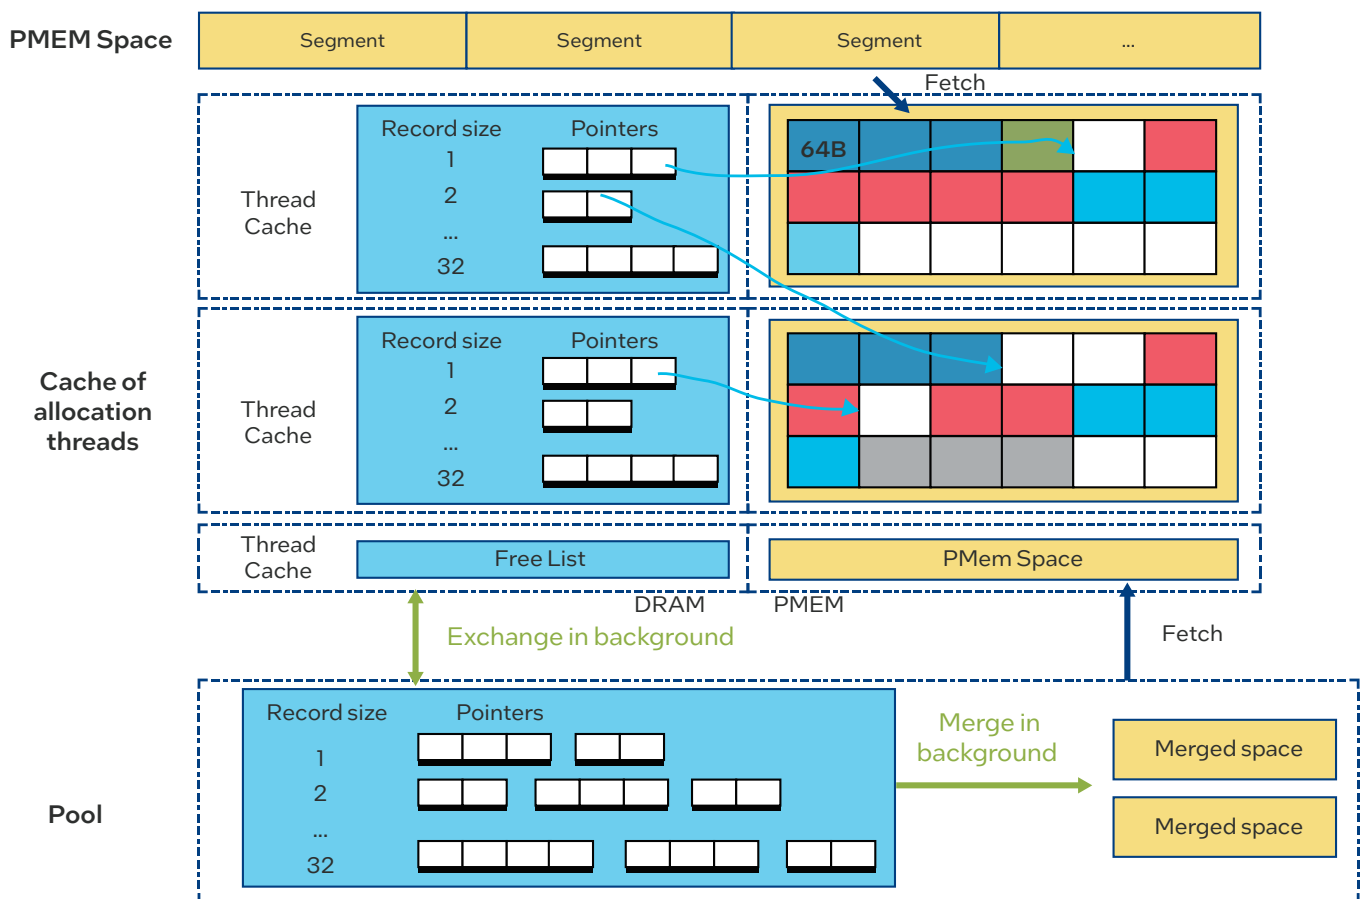 PMEM Space
Segment
Segment
Segment
...
Fetch
Thread
Cache
Record size
Pointers
1
2
...
32
64B
Cache of
allocation
threads
Thread
Cache
Record size
Pointers
1
2
...
32
Thread
Cache
Free List
PMem Space
DRAM
PMEM
Exchange in background
Fetch
Pool
Record size
Pointers
1
2
...
32
Merge in
background
Merged space
Merged space